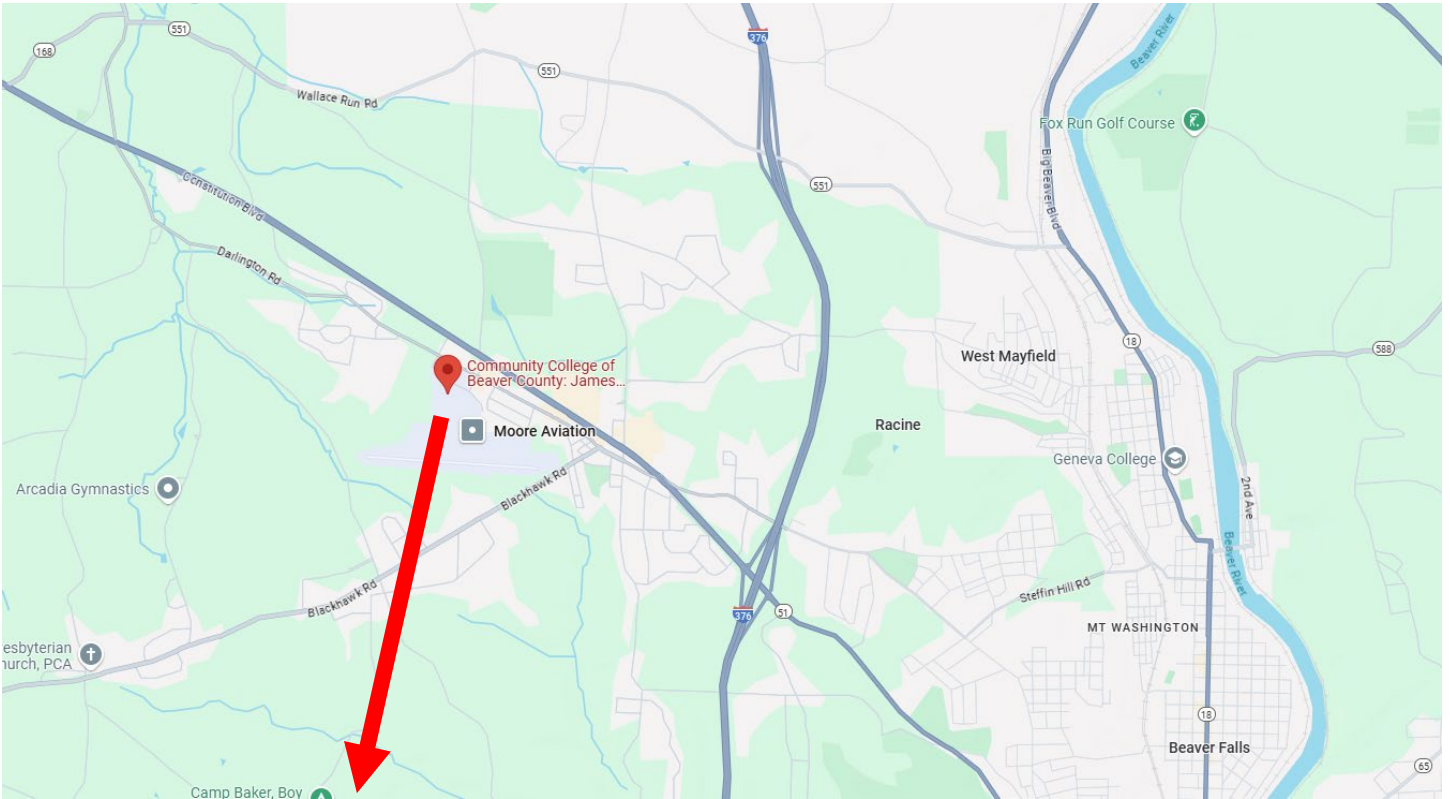 376
551
168
551
Beaver River
Wallace Run Rd
Fox Run Golf Course
Big Beaver Blvd
551
Constitution Blvd
Darlington Rd
18
588
West Mayfield
Community College of
Beaver County: James...
Racine
Moore Aviation
Geneva College
Arcadia Gymnastics
Blackhawk Rd
2nd Ave
Beaver River
Blackhawk Rd
Steffin Hill Rd
376
51
MT WASHINGTON
esbyterian
hurch, PCA
18
Beaver Falls
65
Camp Baker, Boy